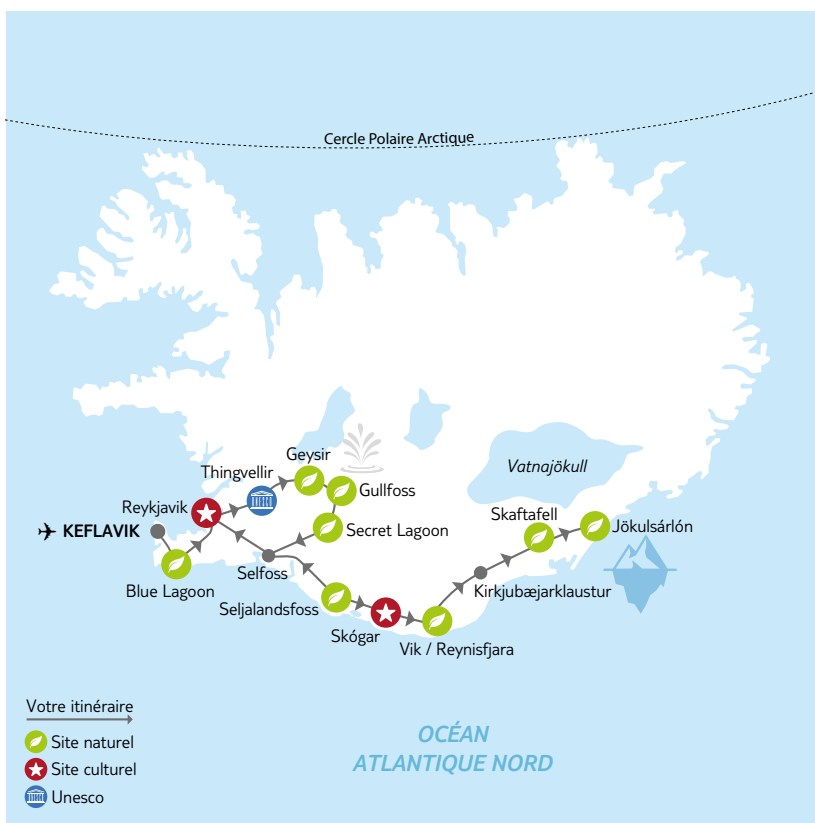 Cercle Polaire Arctique
Geysir
Thingvellir
Vatnajökull
Gullfoss
Reykjavik
UNESCO
Skaftafell
Secret Lagoon
Jökulsárlón
KEFLAVIK
Selfoss
Blue Lagoon
Kirkjubæjarklaustur
Seljalandsfoss
Skógar
Vik / Reynisfjara
Votre itinéraire
Site naturel
Site culturel
Unesco
OCÉAN
ATLANTIQUE NORD